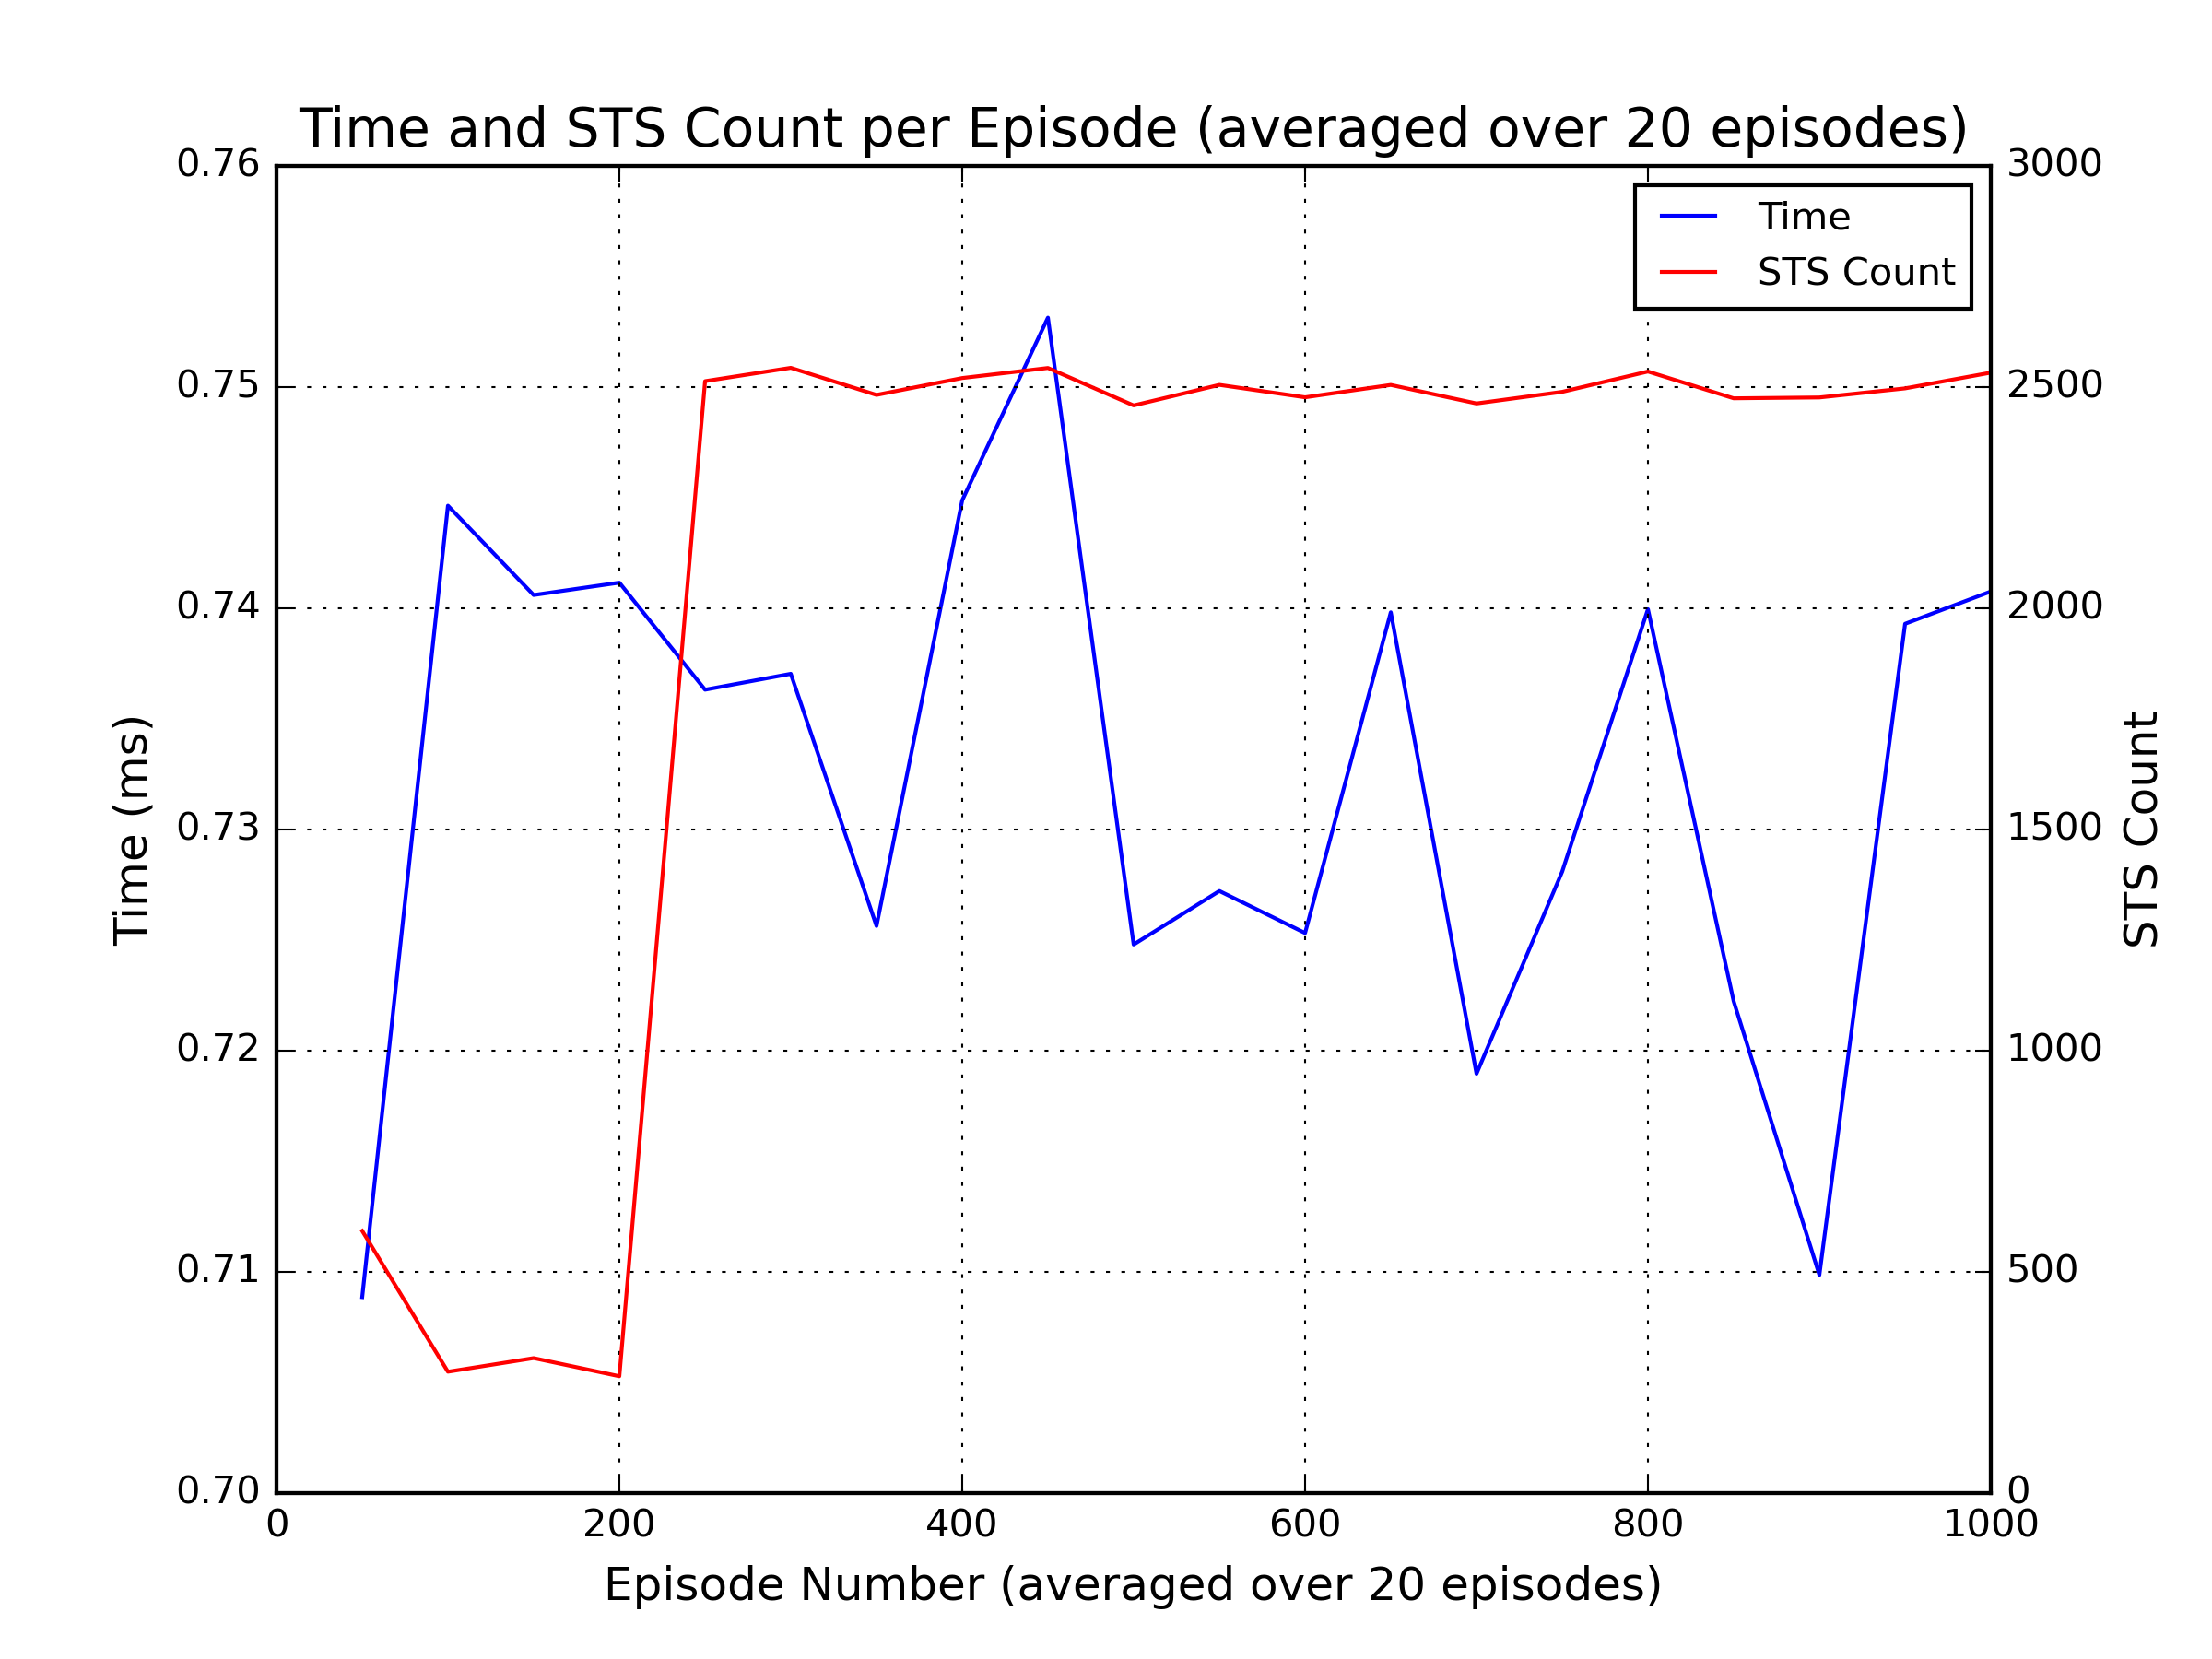 Time and STS Count per Episode (averaged over 20 episodes)
0.76
0.75
0.74
0.73
0.72
0.71
0.70
Time (ms)
3000
2500
2000
1500
1000
500
0
STS Count
Time
STS Count
0 200 400 600 800 1000
Episode Number (averaged over 20 episodes)